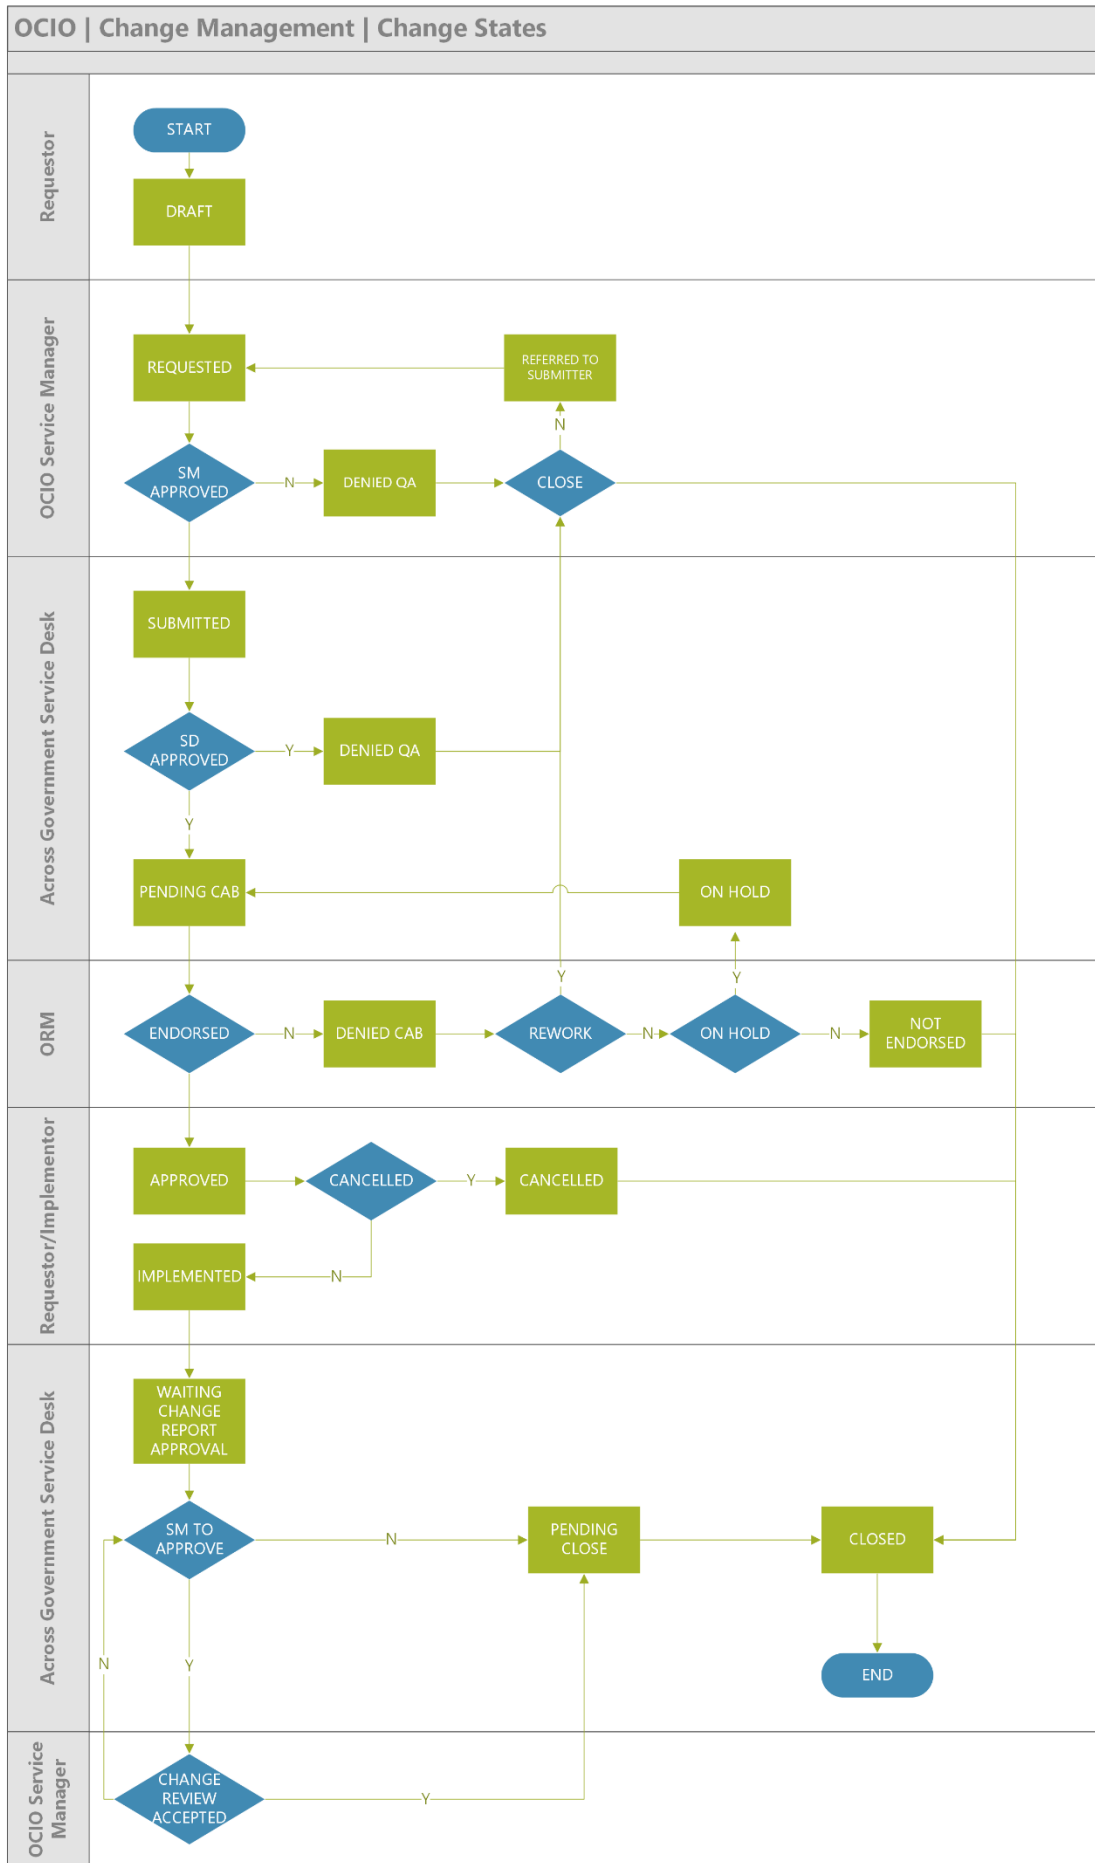 OCIO | Change Management | Change States
Requestor
START
DRAFT
OCIO Service Manager
REQUESTED
REFERRED TO
SUBMITTER
N
SM
APPROVED
N
DENIED QA
CLOSE
Across Government Service Desk
SUBMITTED
SD
APPROVED
Y
DENIED QA
Y
PENDING CAB
ON HOLD
Y
Y
ORM
ENDORSED
N
DENIED CAB
REWORK
N
ON HOLD
N
NOT
ENDORSED
Requestor/Implementor
APPROVED
CANCELLED
Y
CANCELLED
IMPLEMENTED
N
Across Government Service Desk
WAITING
CHANGE
REPORT
APPROVAL
SM TO
APPROVE
N
PENDING
CLOSE
CLOSED
N
Y
END
OCIO Service
Manager
CHANGE
REVIEW
ACCEPTED
Y